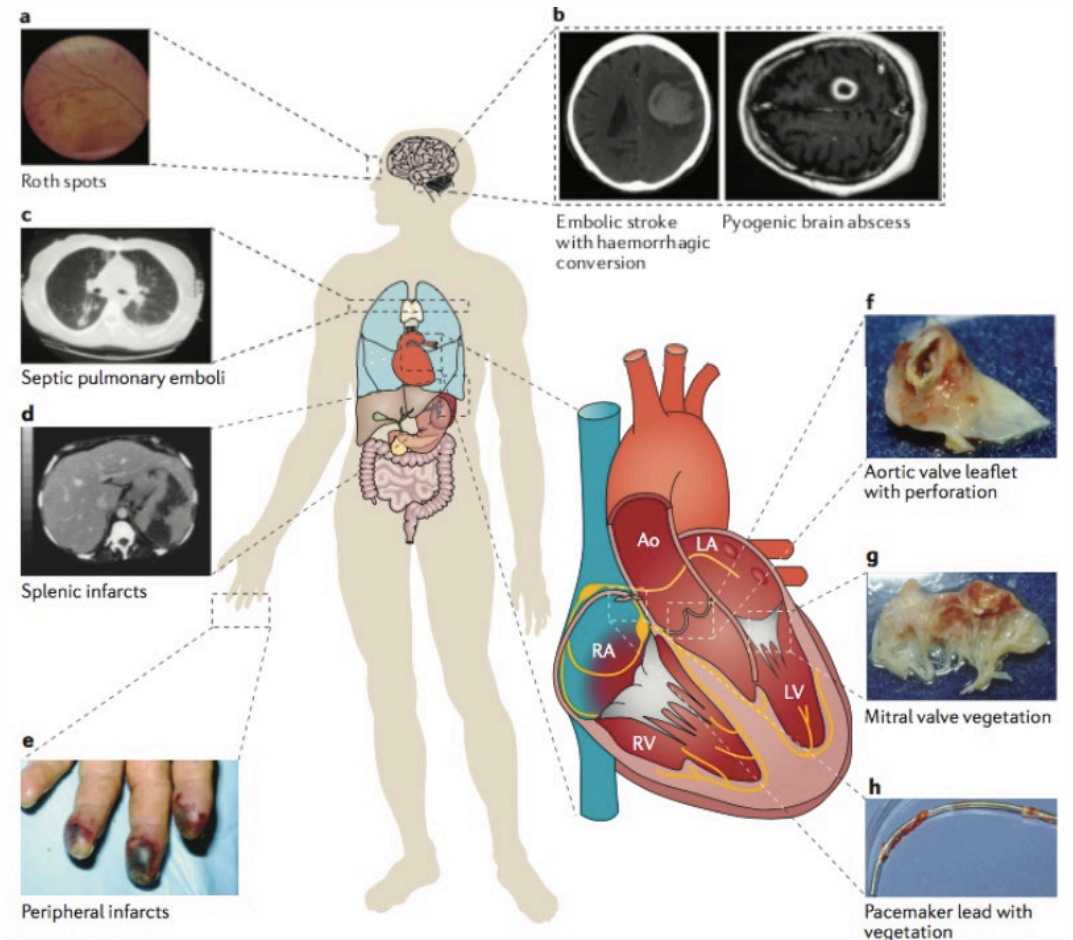 a
Roth spots
b
Embolic stroke
with haemorrhagic
conversion
Pyogenic brain abscess
c
Septic pulmonary emboli
d
Splenic infarcts
e
Peripheral infarcts
f
Aortic valve leaflet
with perforation
g
Mitral valve vegetation
h
Pacemaker lead with
vegetation
Ao
LA
RA
LV
RV